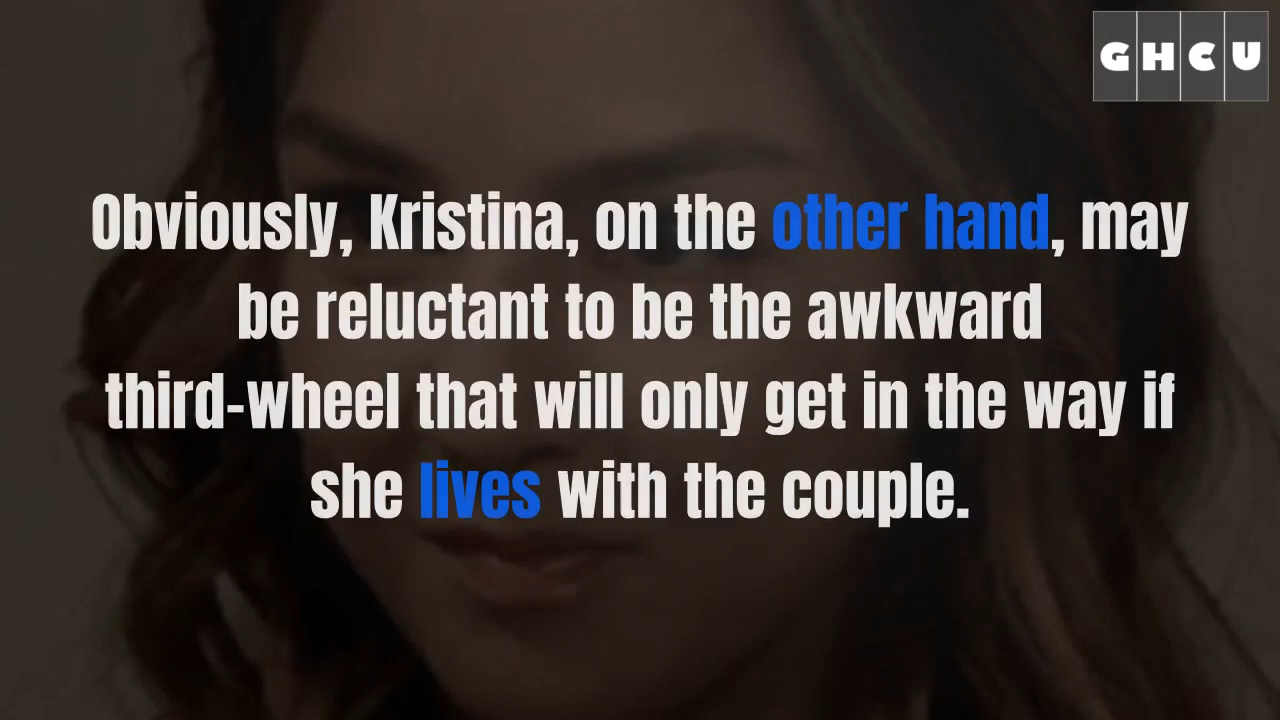 GHCU
Obviously, Kristina, on the other hand, may
be reluctant to be the awkward
third-wheel that will only get in the way if
she lives with the couple.